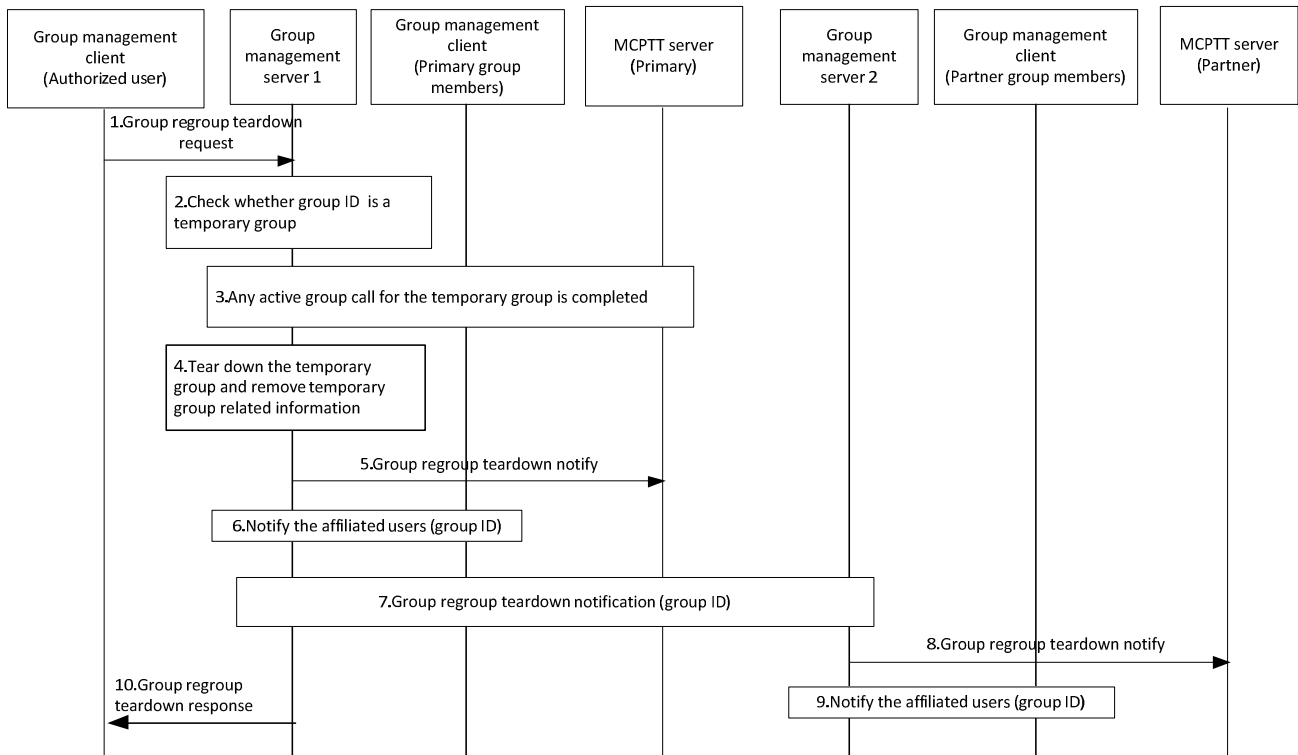 Group management
client
(Authorized user)
Group
management
server 1
Group management
client
(Primary group
members)
MCPTT server
(Primary)
Group
management
server 2
Group management
client
(Partner group members)
MCPTT server
(Partner)
1.Group regroup teardown
request
2.Check whether group ID is a
temporary group
3.Any active group call for the temporary group is completed
4.Tear down the temporary
group and remove temporary
group related information
5.Group regroup teardown notify
6.Notify the affiliated users (group ID)
7.Group regroup teardown notification (group ID)
8.Group regroup teardown notify
9.Notify the affiliated users (group ID)
10.Group regroup
teardown response